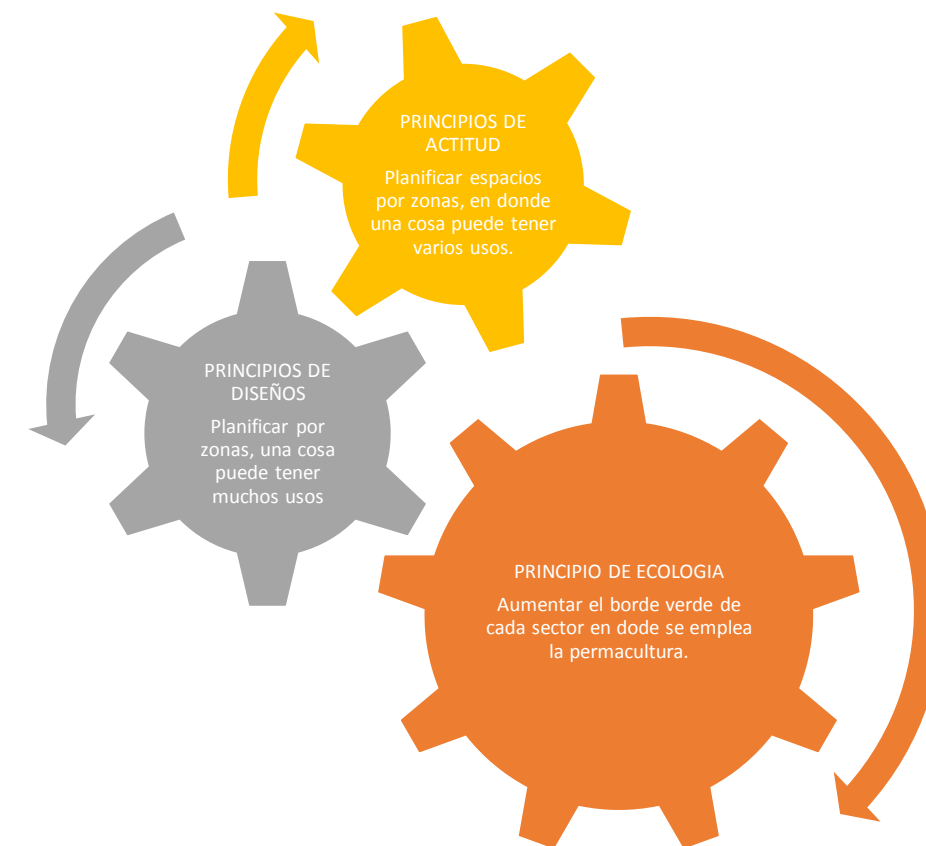 PRINCIPIOS DE
ACTITUD
Planificar espacios
por zonas, en donde
una cosa puede tener
varios usos.
PRINCIPIOS DE
DISEÑOS
Planificar por
zonas, una cosa
puede tener
muchos usos
PRINCIPIO DE ECOLOGIA
Aumentar el borde verde de
cada sector en dode se emplea
la permacultura.